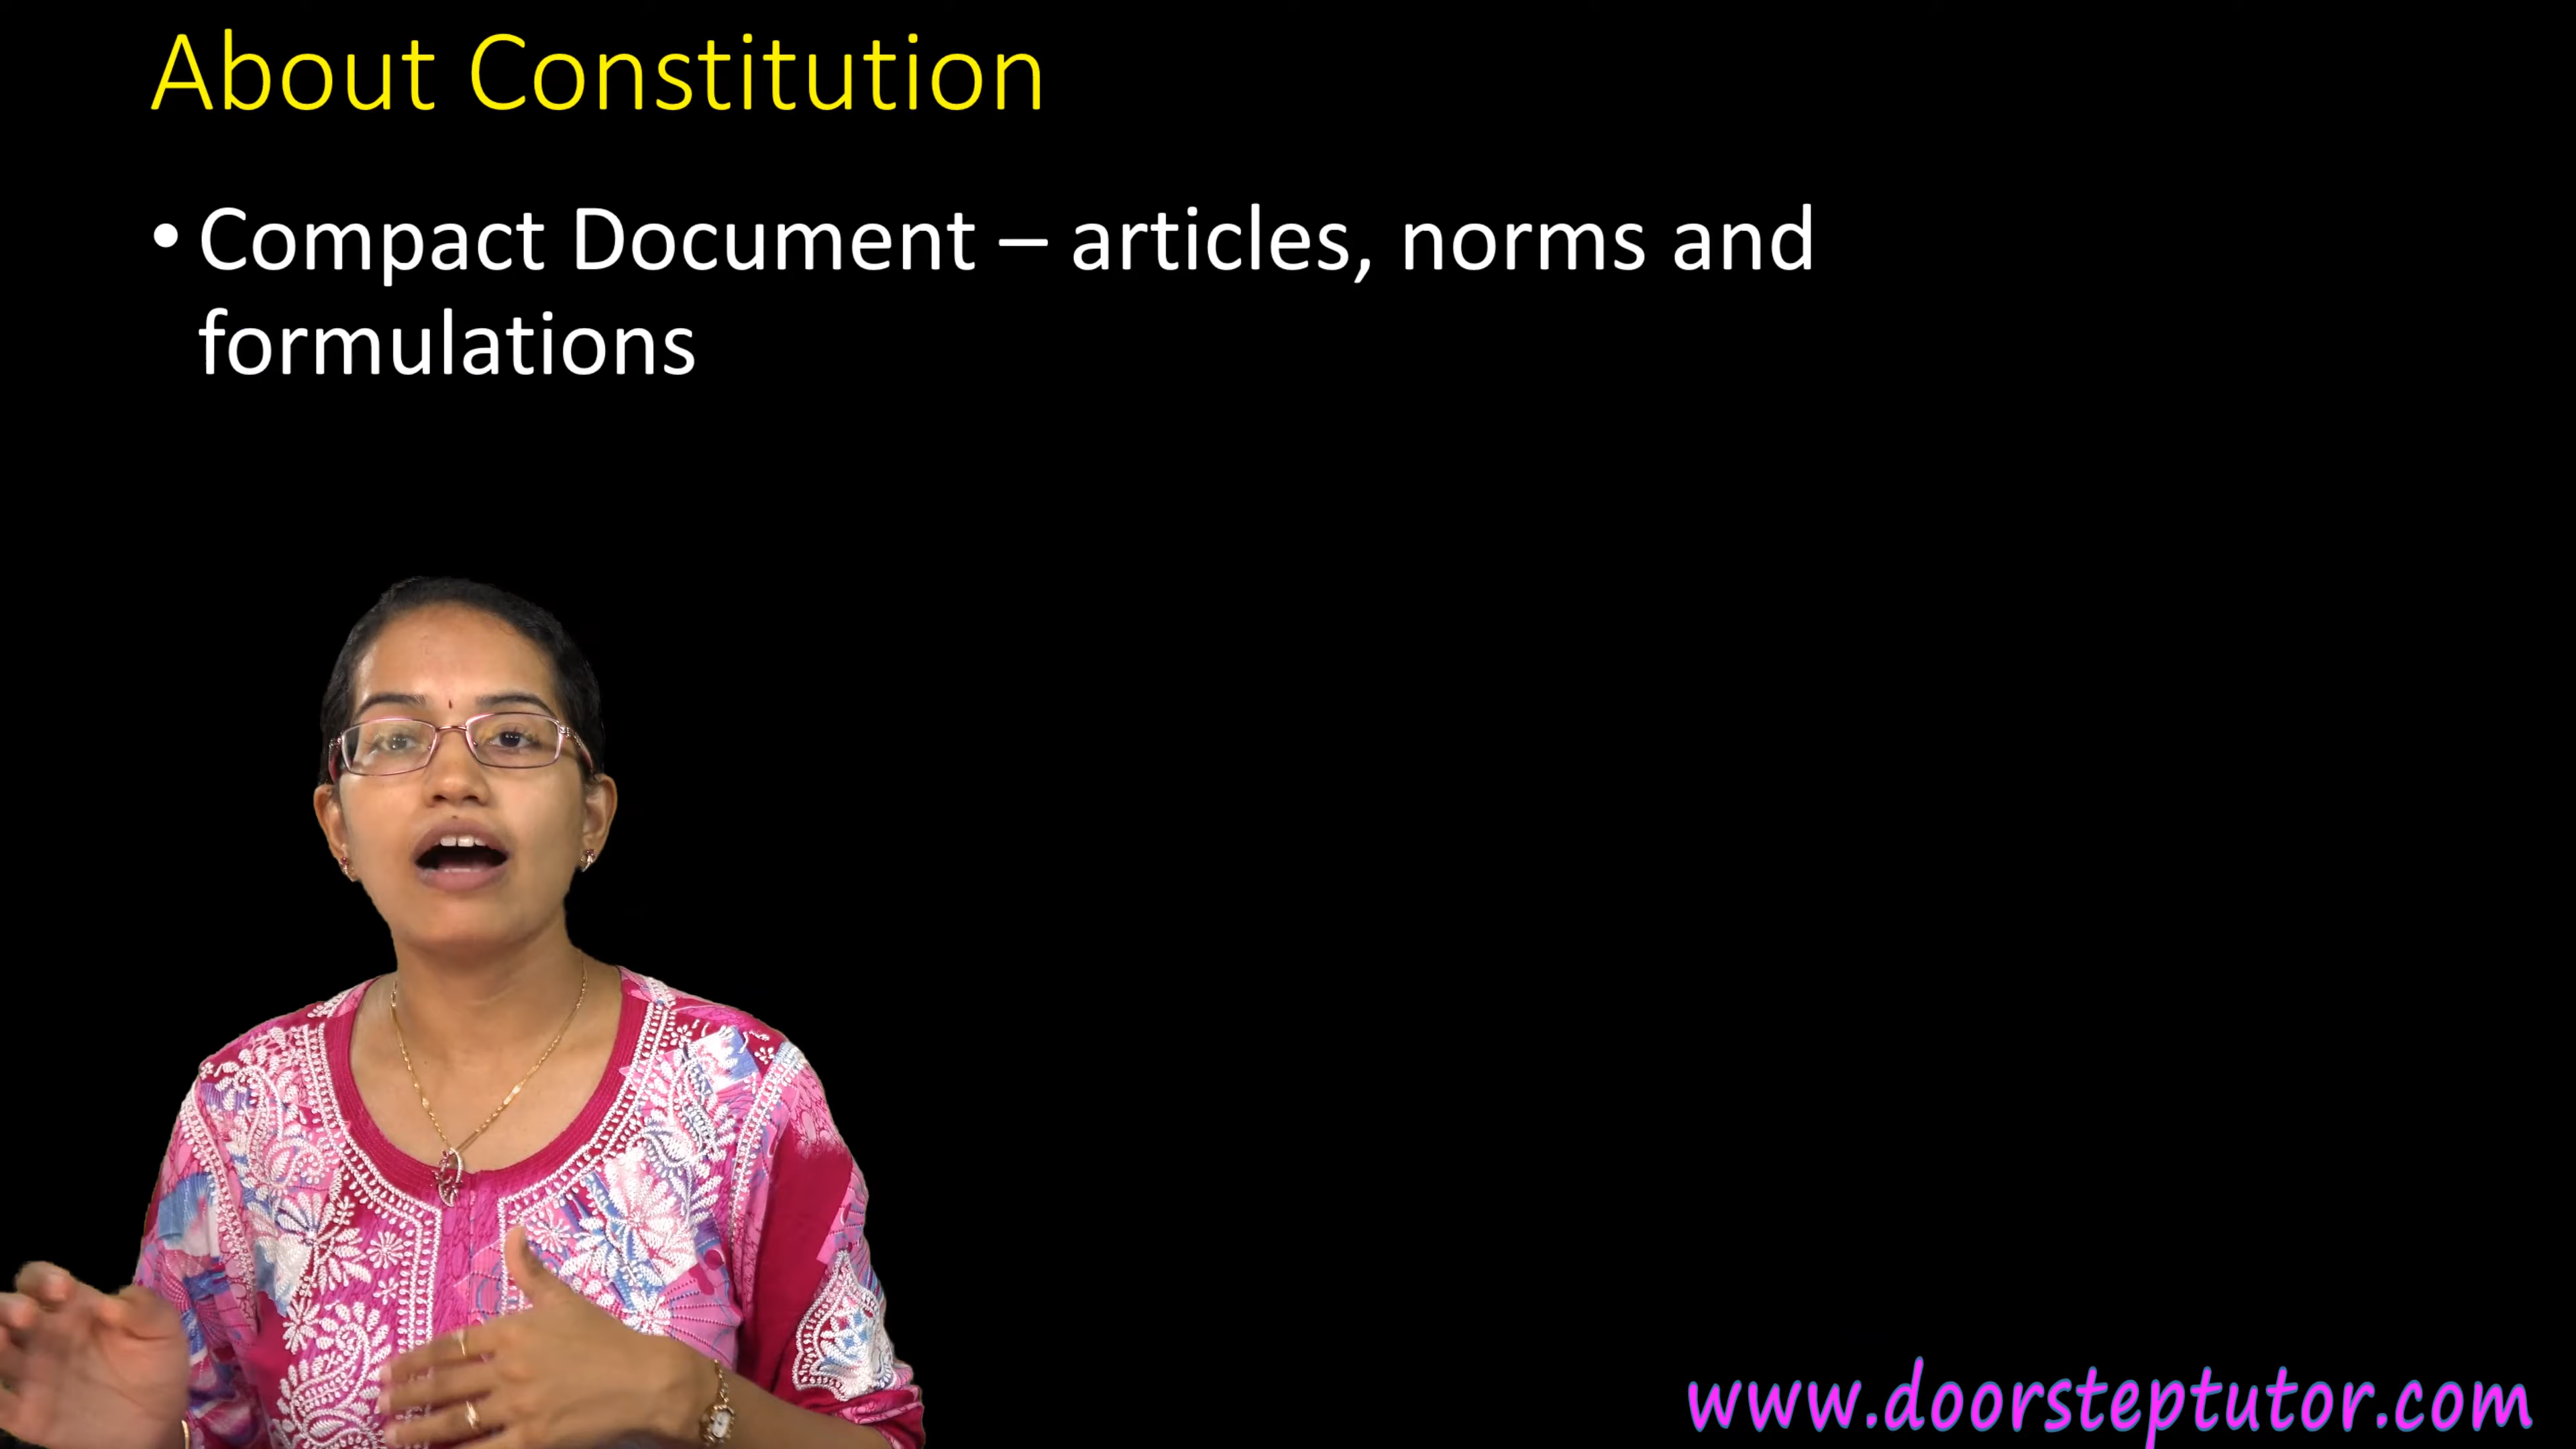 About Constitution
• Compact Document – articles, norms and
formulations
www.doorsteptutor.com